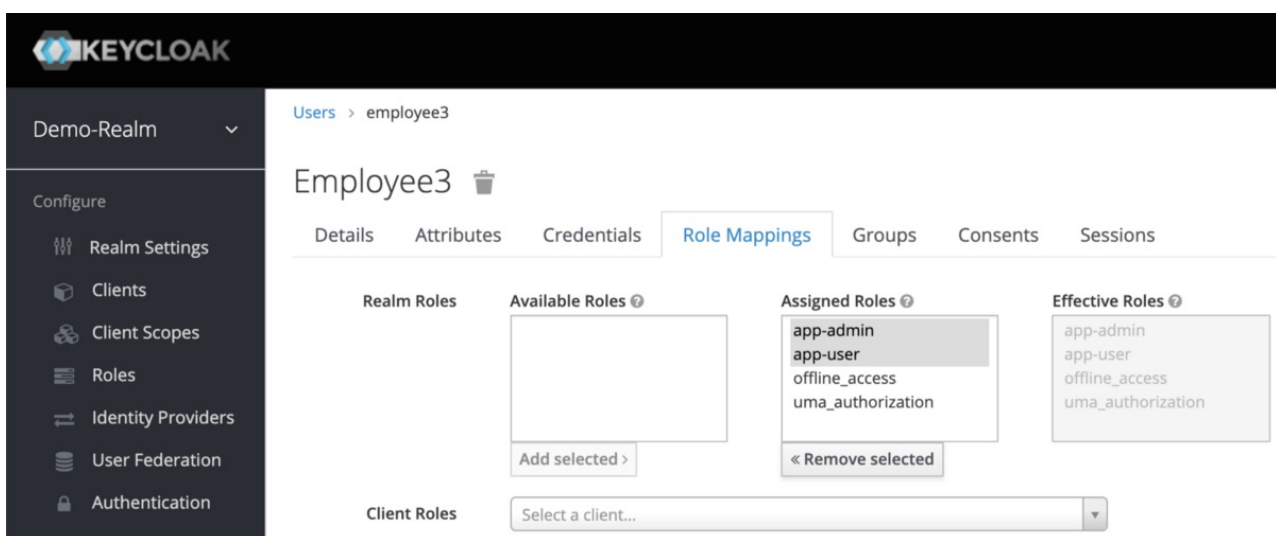 KEYCLOAK
Demo-Realm
Configure
Realm Settings
Clients
Client Scopes
Roles
Identity Providers
User Federation
Authentication
Users > employee3
Employee3
Details Attributes Credentials Role Mappings Groups Consents Sessions
Realm Roles
Available Roles
Add selected >
Assigned Roles
app-admin
app-user
offline_access
uma_authorization
« Remove selected
Effective Roles
app-admin
app-user
offline_access
uma_authorization
Client Roles
Select a client...